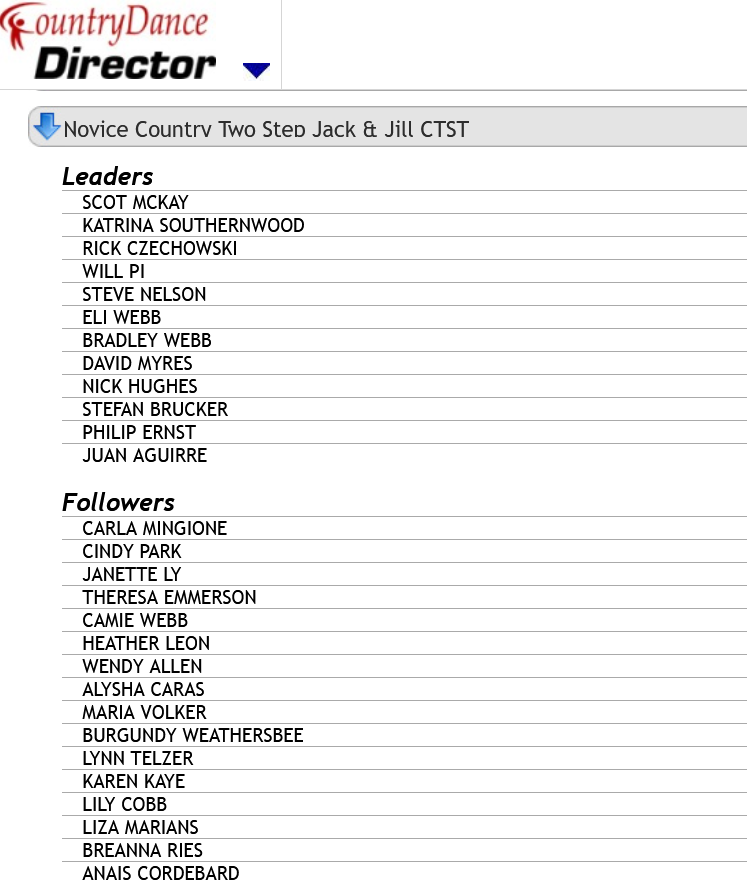 CountryDance
Director
Novice Country Two Step Jack & Jill CTST
Leaders
SCOT MCKAY
KATRINA SOUTHERNWOOD
RICK CZECHOWSKI
WILL PI
STEVE NELSON
ELI WEBB
BRADLEY WEBB
DAVID MYRES
NICK HUGHES
STEFAN BRUCKER
PHILIP ERNST
JUAN AGUIRRE
Followers
CARLA MINGIONE
CINDY PARK
JANETTE LY
THERESA EMMERSON
CAMIE WEBB
HEATHER LEON
WENDY ALLEN
ALYSHA CARAS
MARIA VOLKER
BURGUNDY WEATHERSBEE
LYNN TELZER
KAREN KAYE
LILY COBB
LIZA MARIANS
BREANNA RIES
ANAIS CORDEBARD